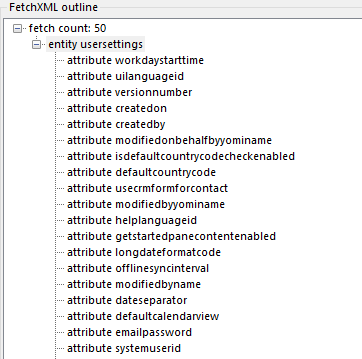 FetchXML outline
fetch count: 50
entity usersettings
attribute workdaystarttime
attribute uilanguageid
attribute versionnumber
attribute createdon
attribute createdby
attribute modifiedonbehalfbyyominame
attribute isdefaultcountrycodecheckenabled
attribute defaultcountrycode
attribute usecrmformforcontact
attribute modifiedbyyominame
attribute helplanguageid
attribute getstartedpanecontentenabled
attribute longdateformatcode
attribute offlinesyncinterval
attribute modifiedbyname
attribute dateseparator
attribute defaultcalendarview
attribute emailpassword
attribute systemuserid